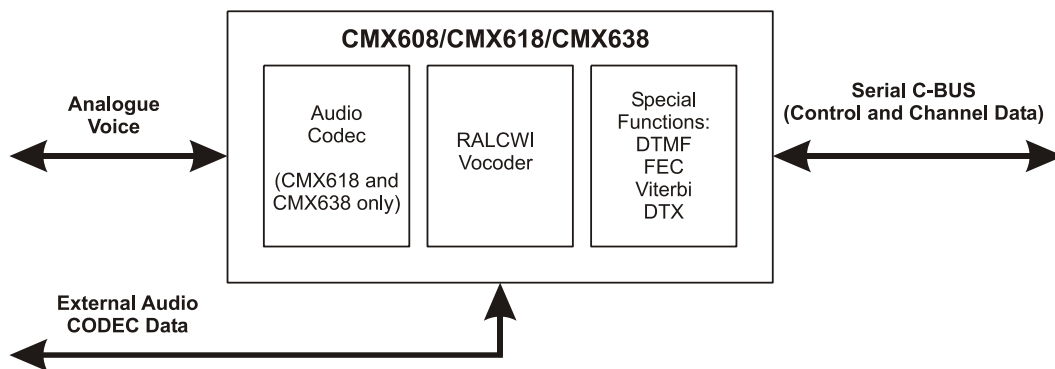 CMX608/CMX618/CMX638
Analogue
Voice
Audio
Codec
(CMX618 and
CMX638 only)
RALCWI
Vocoder
Special
Functions:
DTMF
FEC
Viterbi
DTX
Serial C-BUS
(Control and Channel Data)
External Audio
CODEC Data